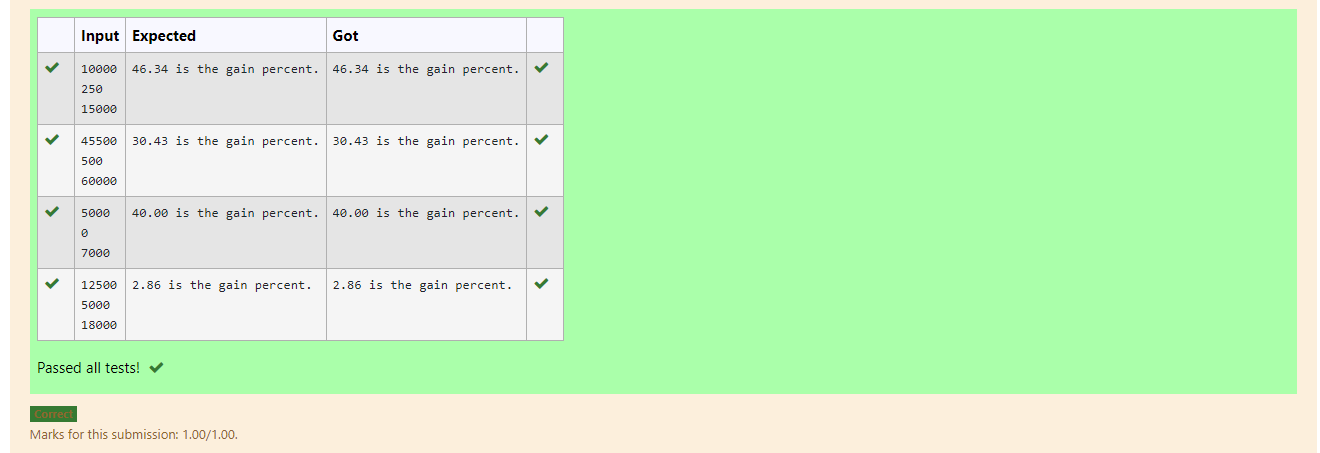 Input Expected Got
10000 46.34 is the gain percent. 46.34 is the gain percent.
250
15000
45500 30.43 is the gain percent. 30.43 is the gain percent.
500
60000
5000 40.00 is the gain percent. 40.00 is the gain percent.
0
7000
12500 2.86 is the gain percent. 2.86 is the gain percent.
5000
18000
Passed all tests!
Correct
Marks for this submission: 1.00/1.00.